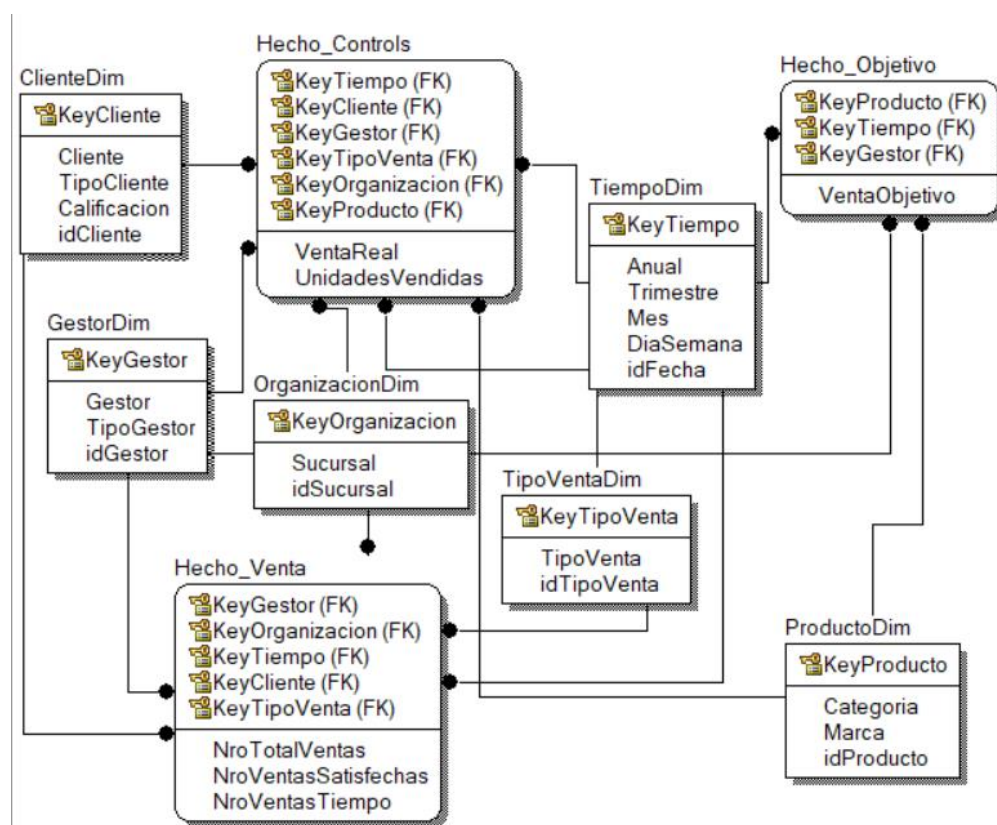 ClienteDim
KeyCliente
Cliente
TipoCliente
Calificacion
idCliente
Hecho_Controls
KeyTiempo (FK)
KeyCliente (FK)
KeyGestor (FK)
KeyTipoVenta (FK)
KeyOrganizacion (FK)
KeyProducto (FK)
VentaReal
UnidadesVendidas
Hecho_Objetivo
KeyProducto (FK)
KeyTiempo (FK)
KeyGestor (FK)
VentaObjetivo
TiempoDim
KeyTiempo
Anual
Trimestre
Mes
DiaSemana
idFecha
GestorDim
KeyGestor
Gestor
TipoGestor
idGestor
OrganizacionDim
KeyOrganizacion
Sucursal
idSucursal
TipoVentaDim
KeyTipoVenta
TipoVenta
idTipoVenta
Hecho_Venta
KeyGestor (FK)
KeyOrganizacion (FK)
KeyTiempo (FK)
KeyCliente (FK)
KeyTipoVenta (FK)
NroTotalVentas
NroVentasSatisfechas
NroVentasTiempo
ProductoDim
KeyProducto
Categoria
Marca
idProducto